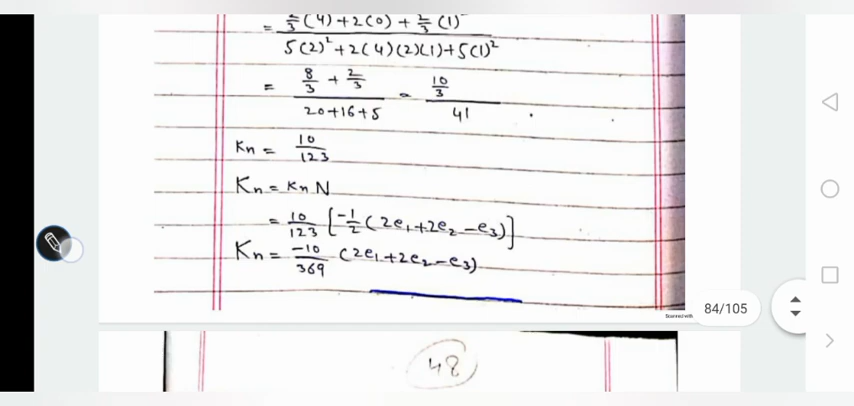 = 2/3 (4) + 2(0) + 2/3 (1)
5(2)² + 2(4)(2)(1) + 5(1)²
= 8/3 + 2/3 / 20+16+5 = 10/3 / 41
Kn = 10/123
Kn = Kn N
= 10/123 [-1/2 (2e₁+2e₂-e₃)]
Kn = -10/369 (2e₁+2e₂-e₃)
84/105
Scanned with
48